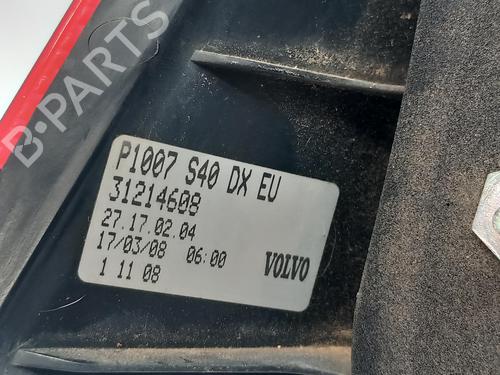 B-PARTS
P1007 S40 DX EU
31214608
27.17.02.04
17/03/08 06:00
1 11 08
VOLVO